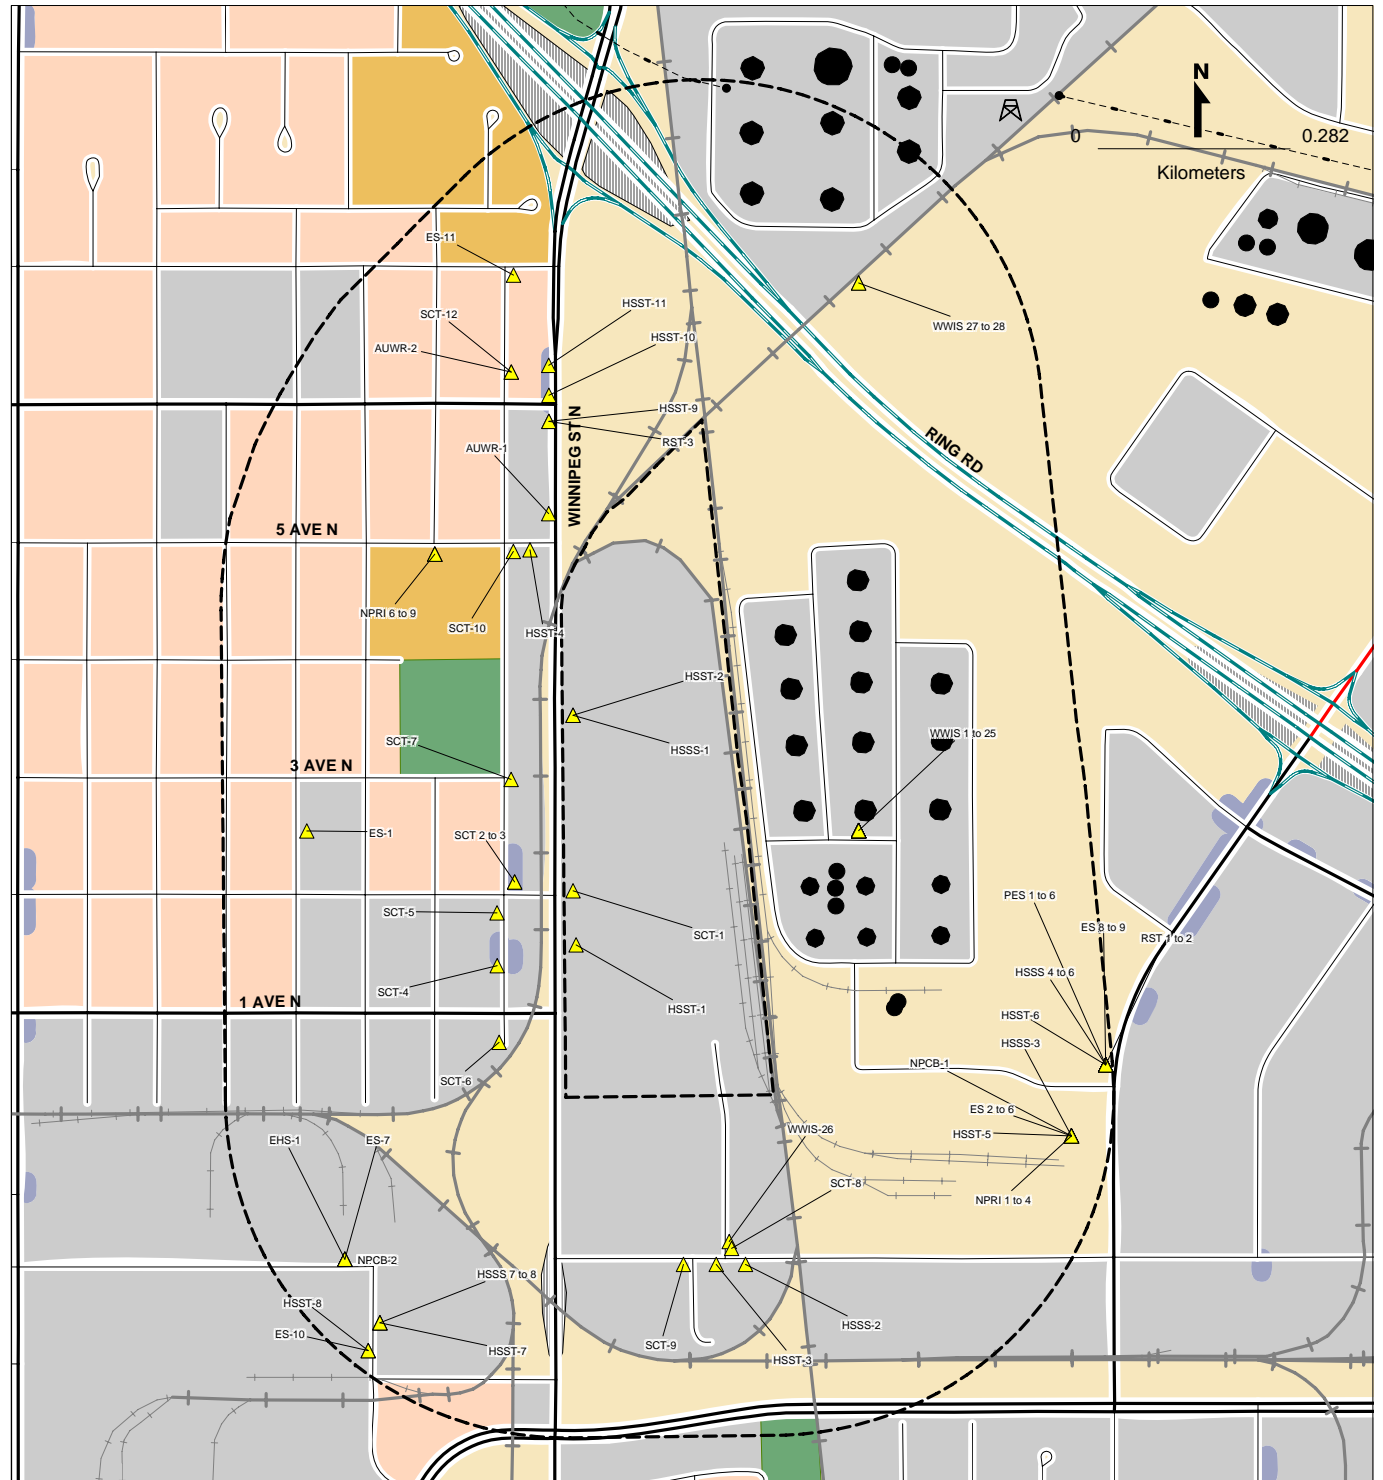 N
0
0.282
Kilometers
ES-11
HSST-11
SCT-12
HSST-10
WWIS 27 to 28
AUWR-2
HSST-9
RST-3
AUWR-1
WINNIPEG ST N
RING RD
5 AVE N
NPRI 6 to 9
SCT-10
HSST-4
HSST-2
SCT-7
HSSS-1
WWIS 1 to 25
3 AVE N
ES-1
SCT 2 to 3
PES 1 to 6
SCT-5
ES 8 to 9
SCT-1
RST 1 to 2
HSSS 4 to 6
SCT-4
1 AVE N
HSST-1
HSST-6
HSSS-3
NPCB-1
SCT-6
ES 2 to 6
WWIS-26
HSST-5
EHS-1
ES-7
SCT-8
NPRI 1 to 4
NPCB-2
HSSS 7 to 8
HSST-8
HSSS-2
ES-10
SCT-9
HSST-7
HSST-3